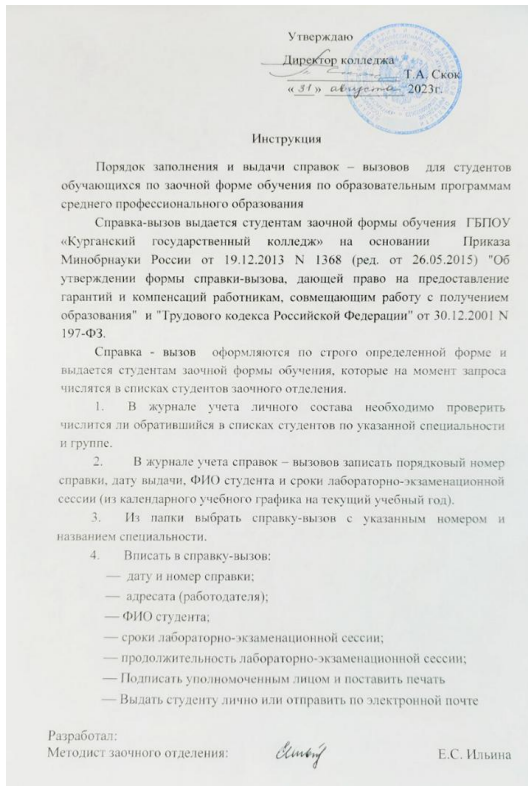 Утверждаю
Директор колледжа
Т.А. Скок
« 31 » августа 2023г.
Инструкция
Порядок заполнения и выдачи справок – вызовов для студентов
обучающихся по заочной форме обучения по образовательным программам
среднего профессионального образования
Справка-вызов выдается студентам заочной формы обучения ГБПОУ
«Курганский государственный колледж» на основании Приказа
Минобрнауки России от 19.12.2013 N 1368 (ред. от 26.05.2015) "Об
утверждении формы справки-вызова, дающей право на предоставление
гарантий и компенсаций работникам, совмещающим работу с получением
образования" и "Трудового кодекса Российской Федерации" от 30.12.2001 N
197-ФЗ.
Справка - вызов оформляются по строго определенной форме и
выдается студентам заочной формы обучения, которые на момент запроса
числятся в списках студентов заочного отделения.
1. В журнале учета личного состава необходимо проверить
числится ли обратившийся в списках студентов по указанной специальности
и группе.
2. В журнале учета справок – вызовов записать порядковый номер
справки, дату выдачи, ФИО студента и сроки лабораторно-экзаменационной
сессии (из календарного учебного графика на текущий учебный год).
3. Из папки выбрать справку-вызов с указанным номером и
названием специальности.
4. Вписать в справку-вызов:
— дату и номер справки;
— адресата (работодателя);
— ФИО студента;
— сроки лабораторно-экзаменационной сессии;
— продолжительность лабораторно-экзаменационной сессии;
— Подписать уполномоченным лицом и поставить печать
— Выдать студенту лично или отправить по электронной почте
Разработал:
Методист заочного отделения: Е.С. Ильина